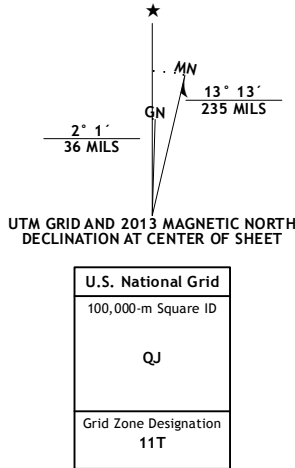 MN
GN
13° 13´
235 MILS
2° 1´
36 MILS
UTM GRID AND 2013 MAGNETIC NORTH
DECLINATION AT CENTER OF SHEET
U.S. National Grid
100,000-m Square ID
QJ
Grid Zone Designation
11T